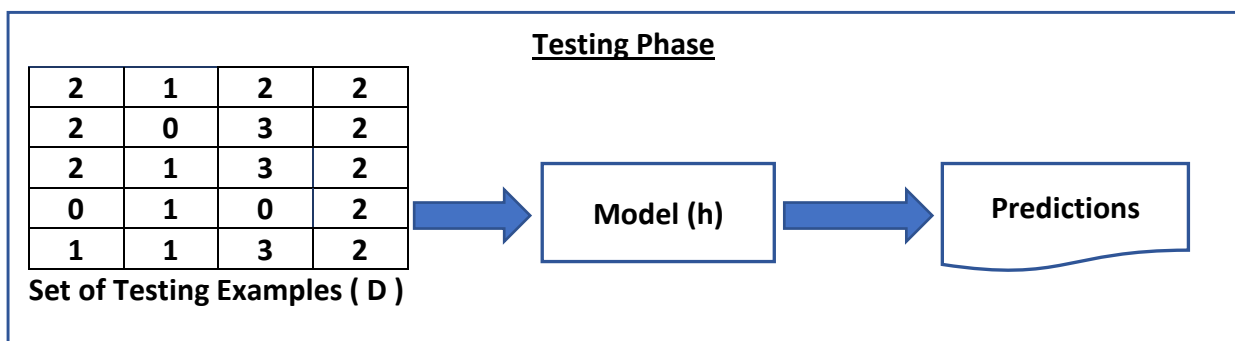 Testing Phase
2 1 2 2
2 0 3 2
2 1 3 2
0 1 0 2
1 1 3 2
Set of Testing Examples ( D )
Model (h)
Predictions